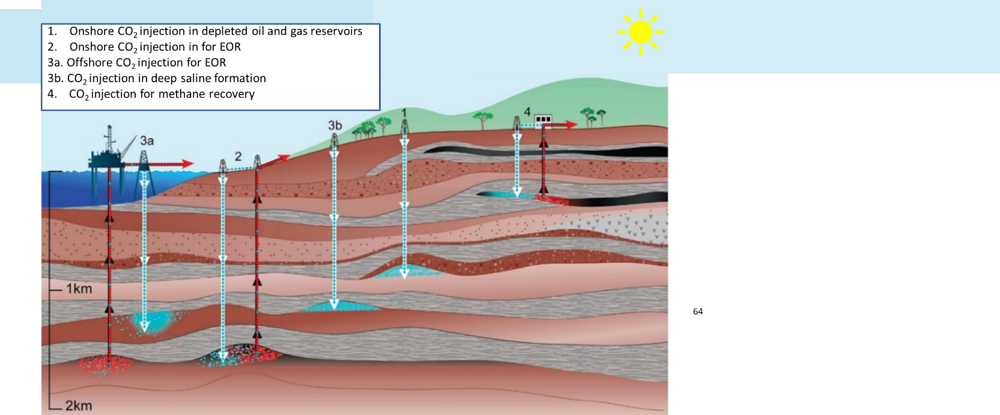 1. Onshore CO2 injection in depleted oil and gas reservoirs
2. Onshore CO2 injection in for EOR
3a. Offshore CO2 injection for EOR
3b. CO2 injection in deep saline formation
4. CO2 injection for methane recovery
1
4
3b
3a
2
1km
64
2km